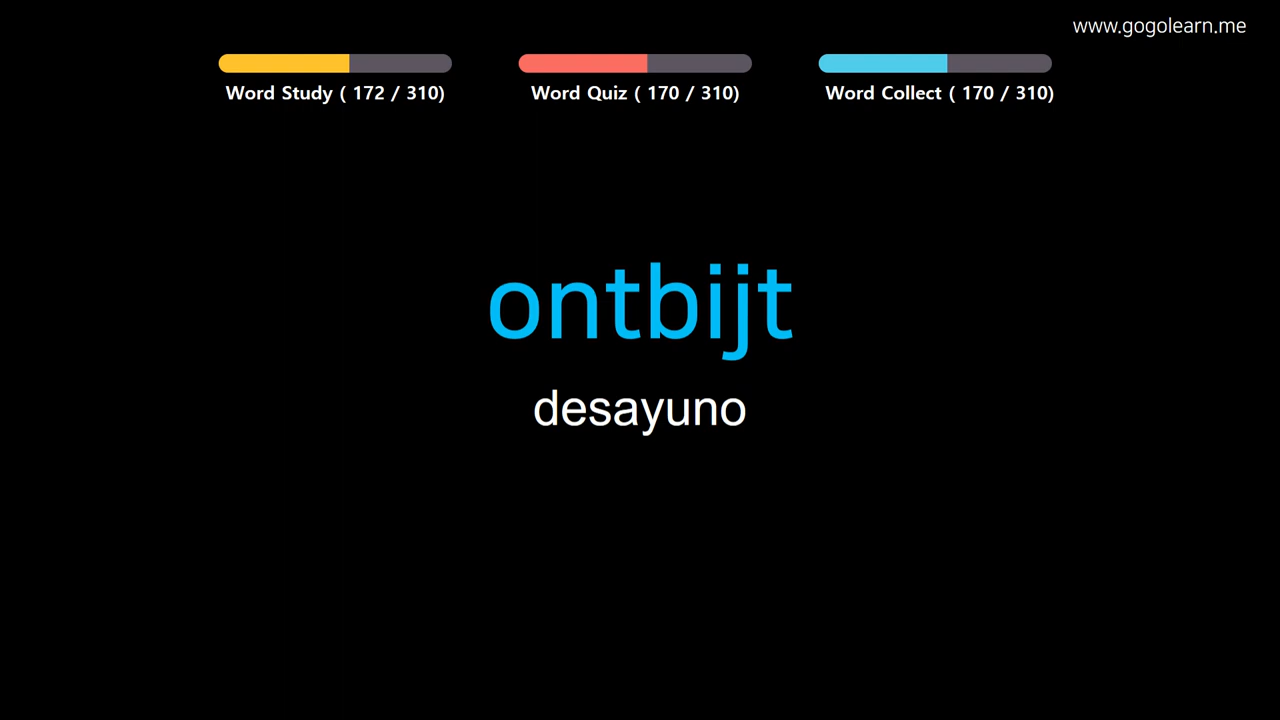 www.gogolearn.me
Word Study ( 172 / 310)
Word Quiz ( 170 / 310)
Word Collect ( 170 / 310)
ontbijt
desayuno